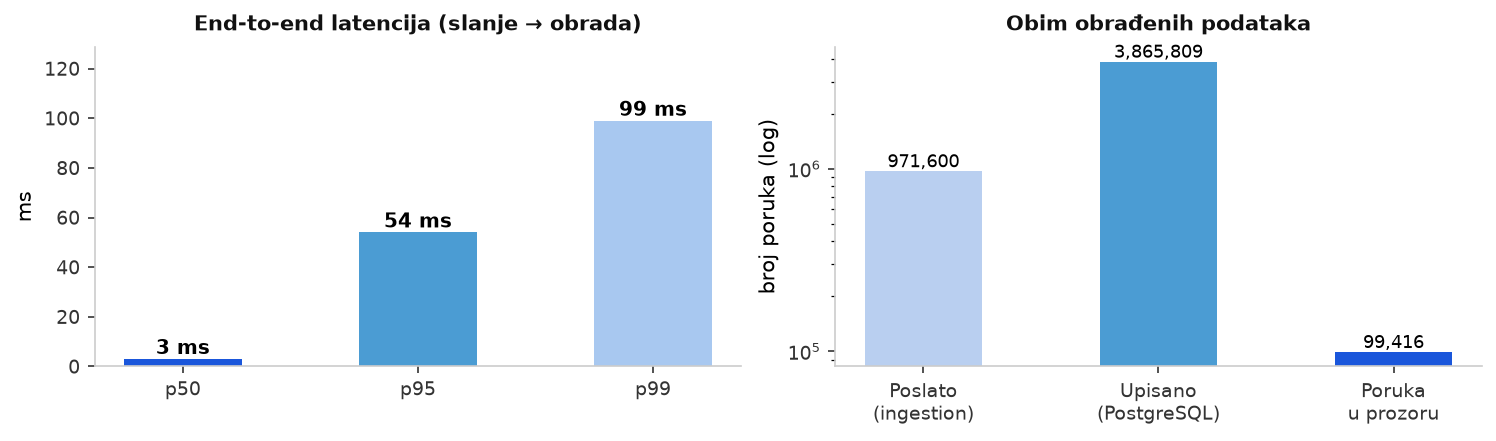 End-to-end latencija (slanje → obrada)
ms
120
100
80
60
40
20
0
3 ms
54 ms
99 ms
p50
p95
p99
Obim obrađenih podataka
broj poruka (log)
10⁶
10⁵
971,600
3,865,809
99,416
Poslato
(ingestion)
Upisano
(PostgreSQL)
Poruka
u prozoru